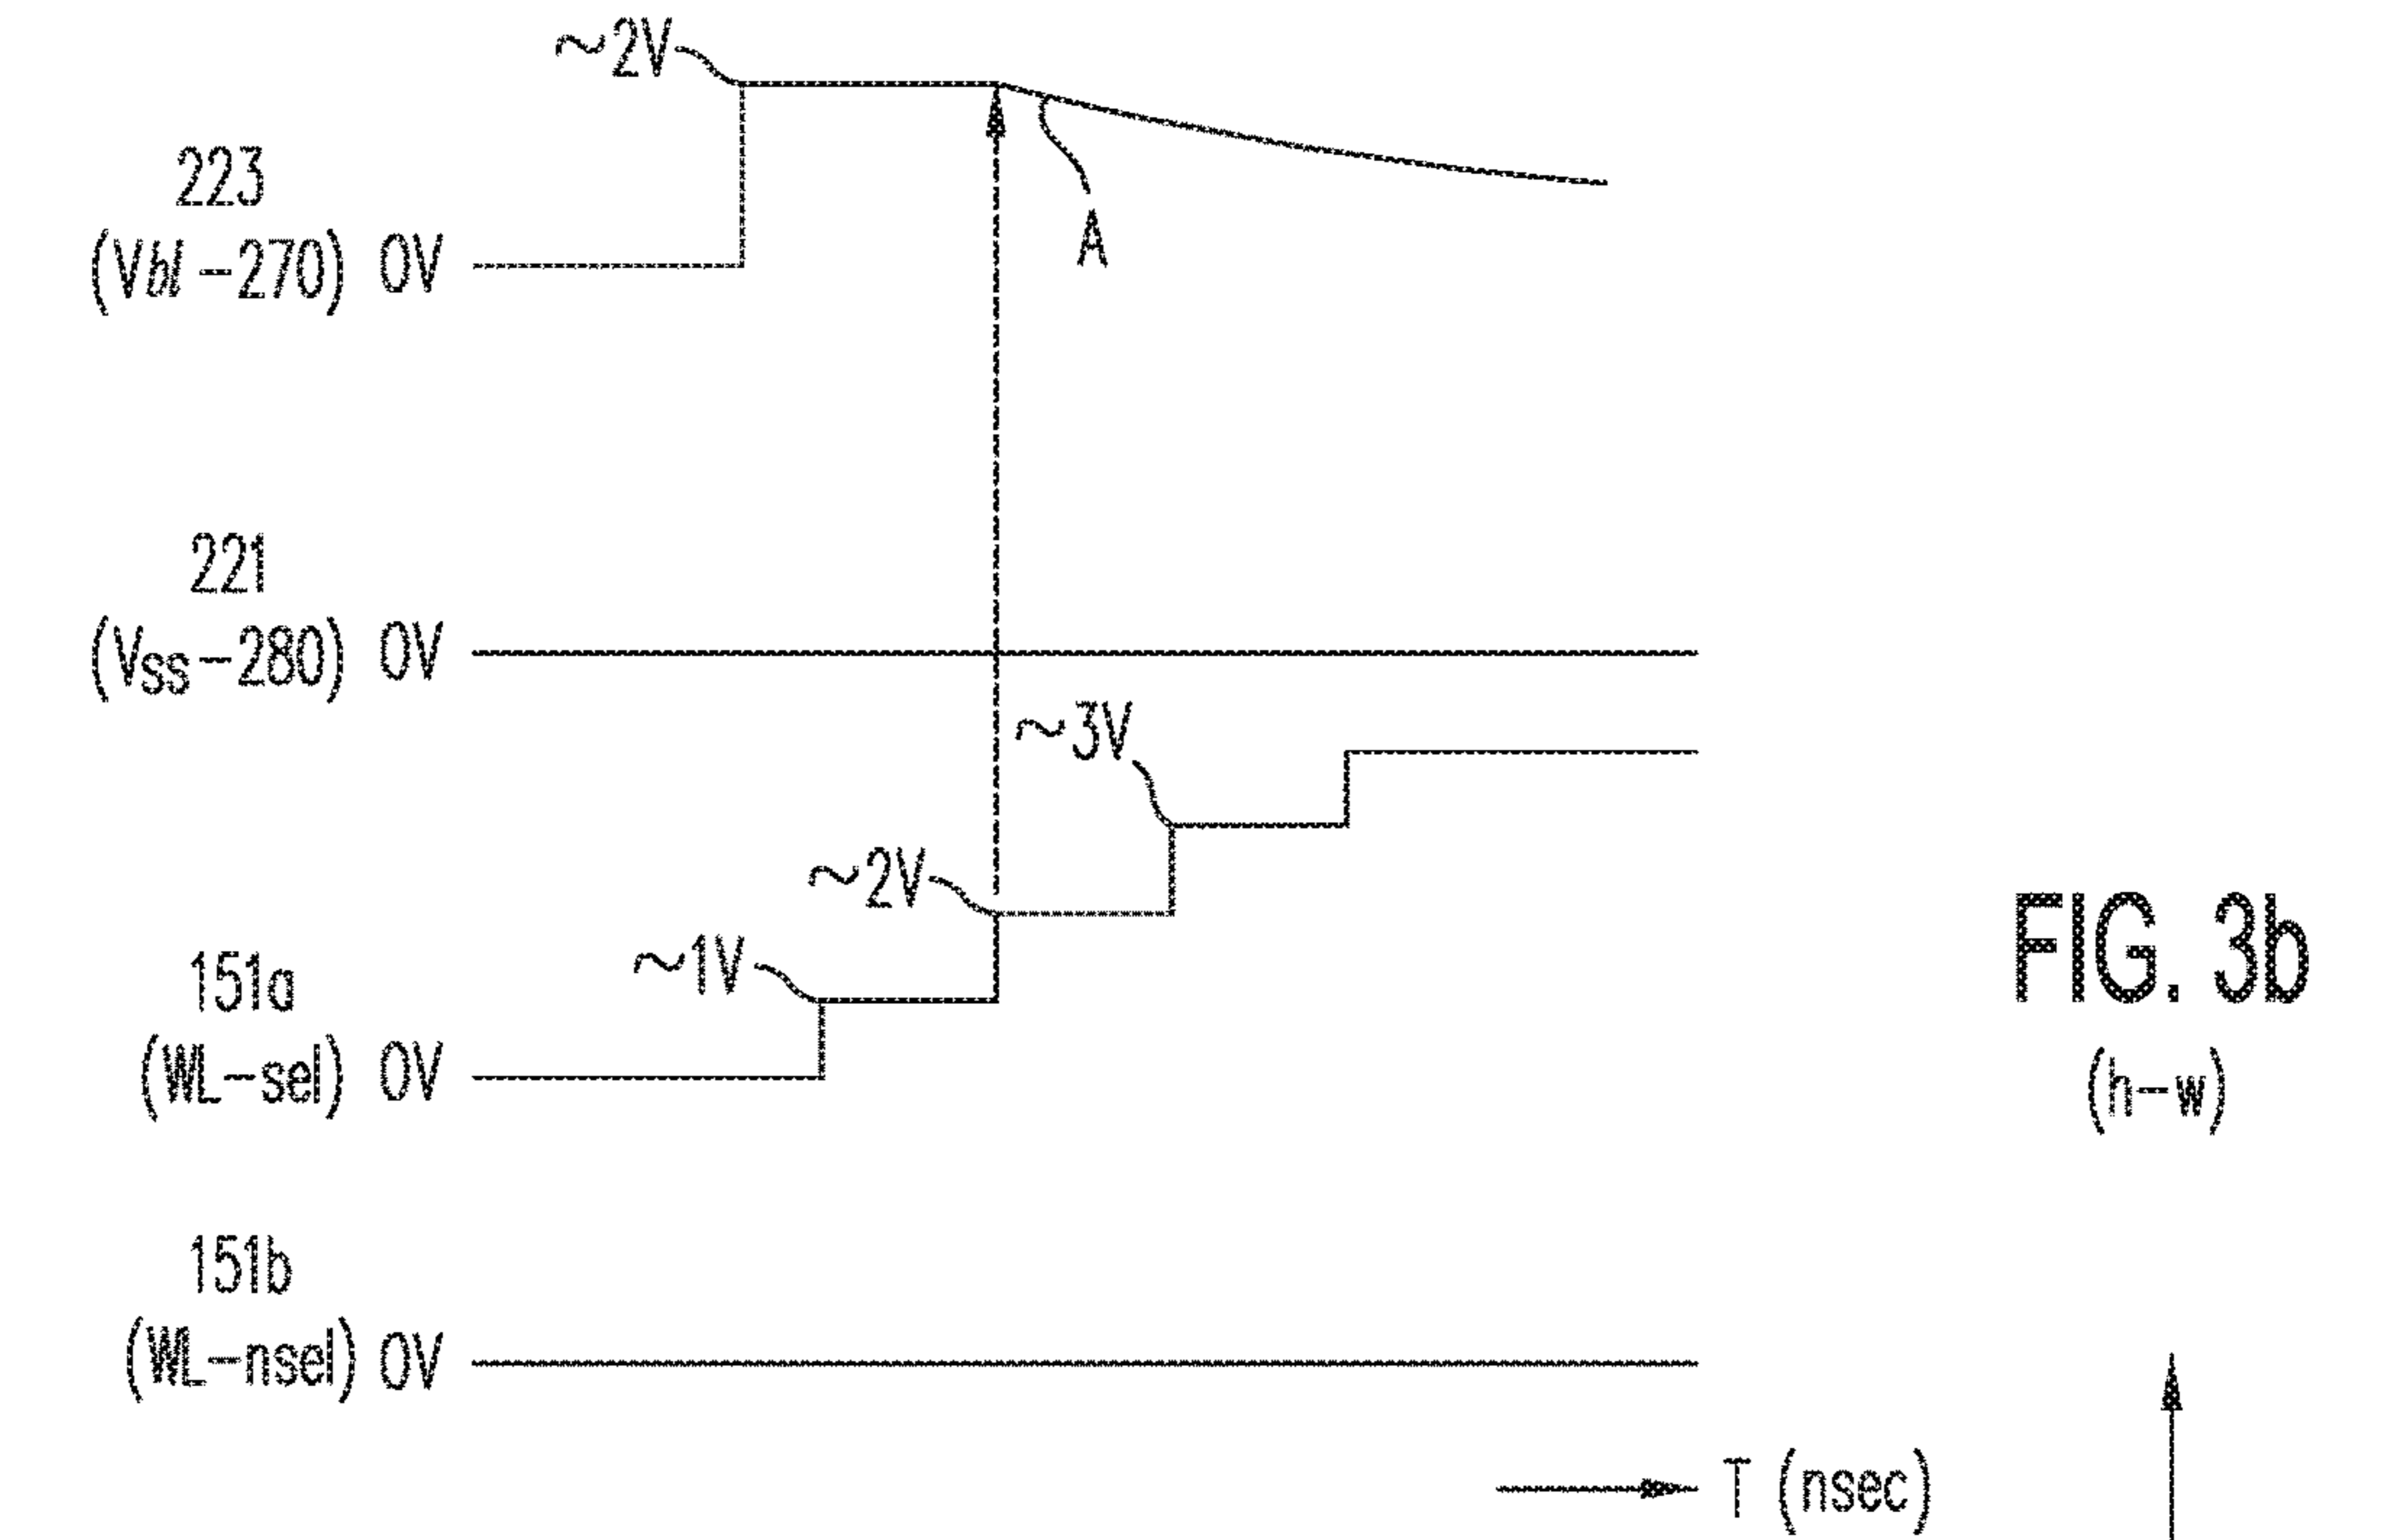 ~2V
223
(Vbl-270) 0V
A
221
(Vss-280) 0V
~3V
~2V
~1V
151a
(WL-sel) 0V
FIG. 3b
(h-w)
151b
(WL-nsel) 0V
T (nsec)